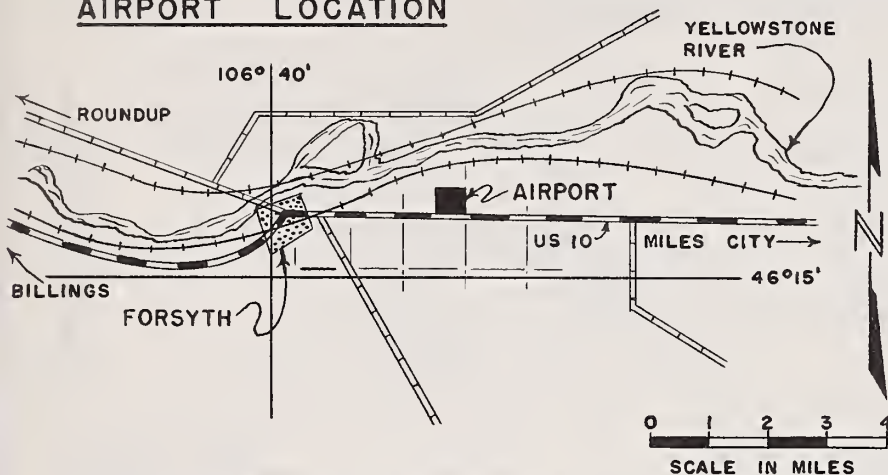 AIRPORT LOCATION
YELLOWSTONE
RIVER
106° 40'
ROUNDUP
AIRPORT
US 10
MILES CITY
N
46°15'
BILLINGS
FORSYTH
0 1 2 3 4
SCALE IN MILES